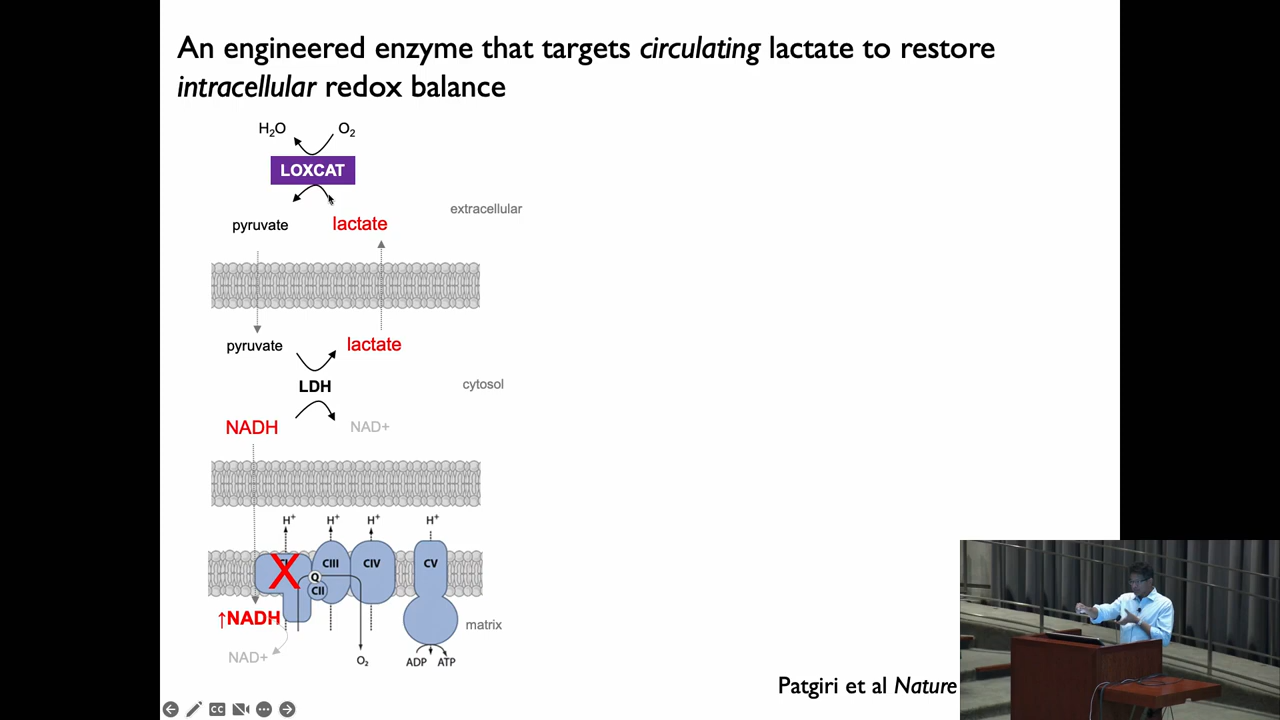 An engineered enzyme that targets circulating lactate to restore
intracellular redox balance
H₂O
O₂
LOXCAT
extracellular
pyruvate
lactate
pyruvate
lactate
LDH
cytosol
NADH
NAD+
H⁺
H⁺
H⁺
H⁺
X
CIII
CIV
CV
Q
CII
↑NADH
matrix
NAD+
O₂
ADP
ATP
Patgiri et al Nature
CC